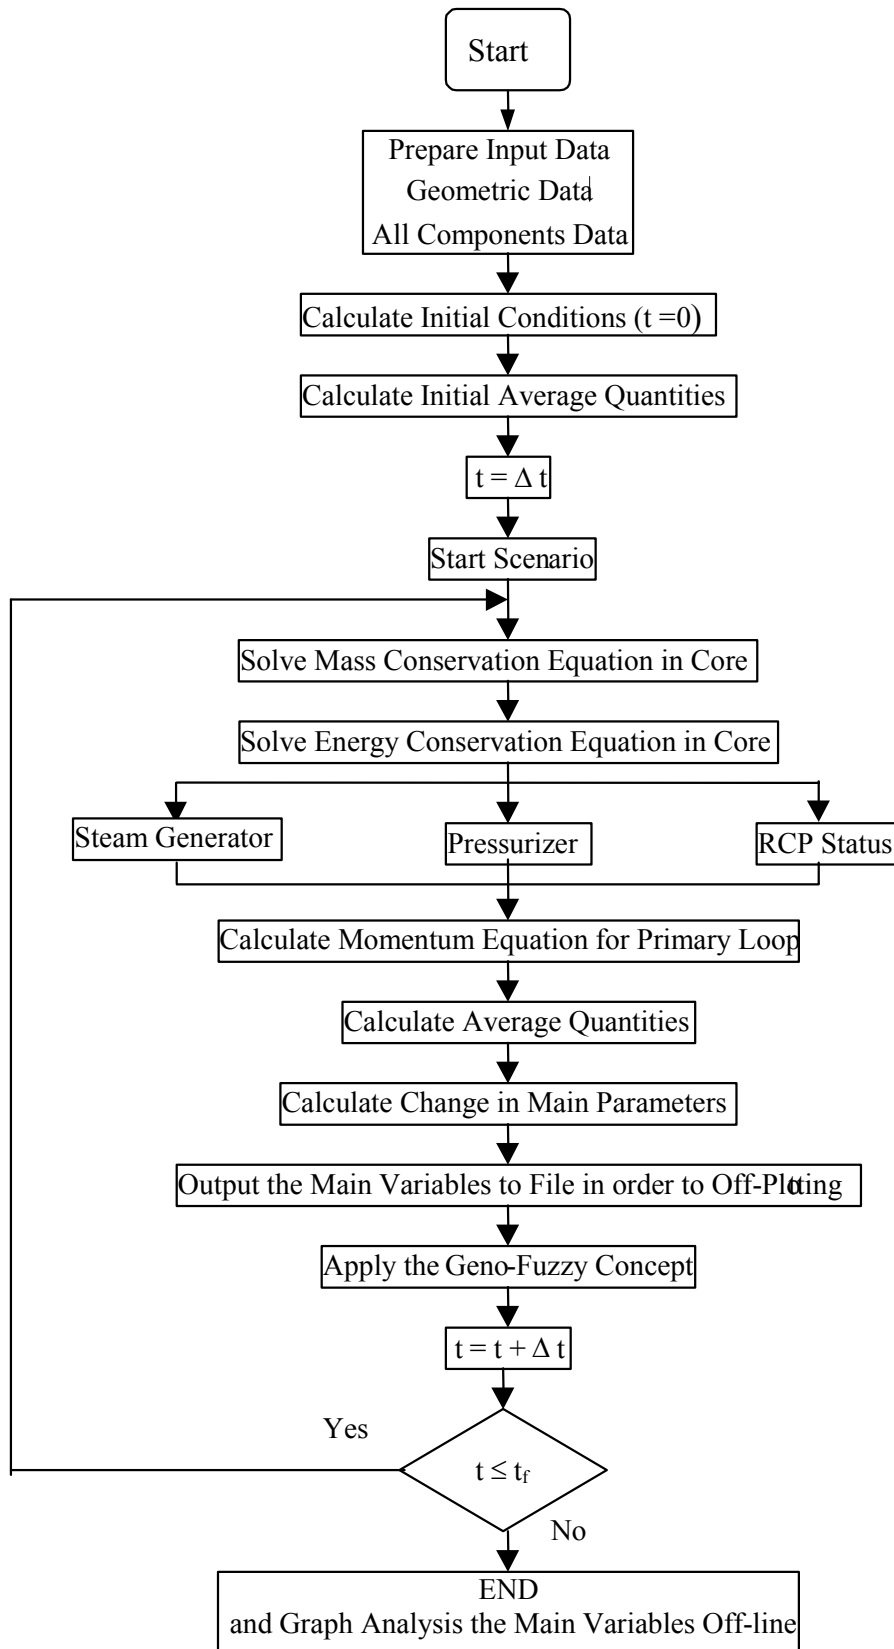 Start
Prepare Input Data
Geometric Data
All Components Data
Calculate Initial Conditions (t =0)
Calculate Initial Average Quantities
t = Δ t
Start Scenario
Solve Mass Conservation Equation in Core
Solve Energy Conservation Equation in Core
Steam Generator
Pressurizer
RCP Status
Calculate Momentum Equation for Primary Loop
Calculate Average Quantities
Calculate Change in Main Parameters
Output the Main Variables to File in order to Off-Plotting
Apply the Geno-Fuzzy Concept
t = t + Δ t
Yes
t ≤ tf
No
END
and Graph Analysis the Main Variables Off-line